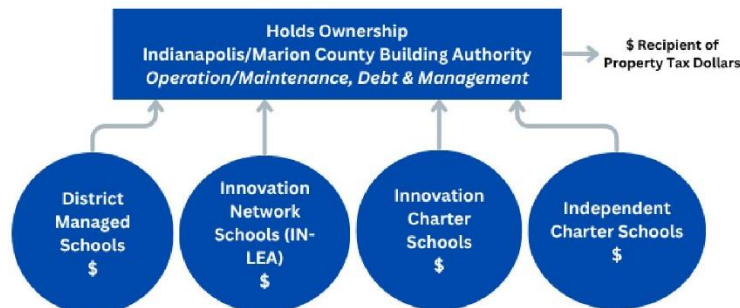 Holds Ownership
Indianapolis/Marion County Building Authority
Operation/Maintenance, Debt & Management
$ Recipient of
Property Tax Dollars
District
Managed
Schools
$
Innovation
Network
Schools (IN-
LEA)
$
Innovation
Charter
Schools
$
Independent
Charter Schools
$